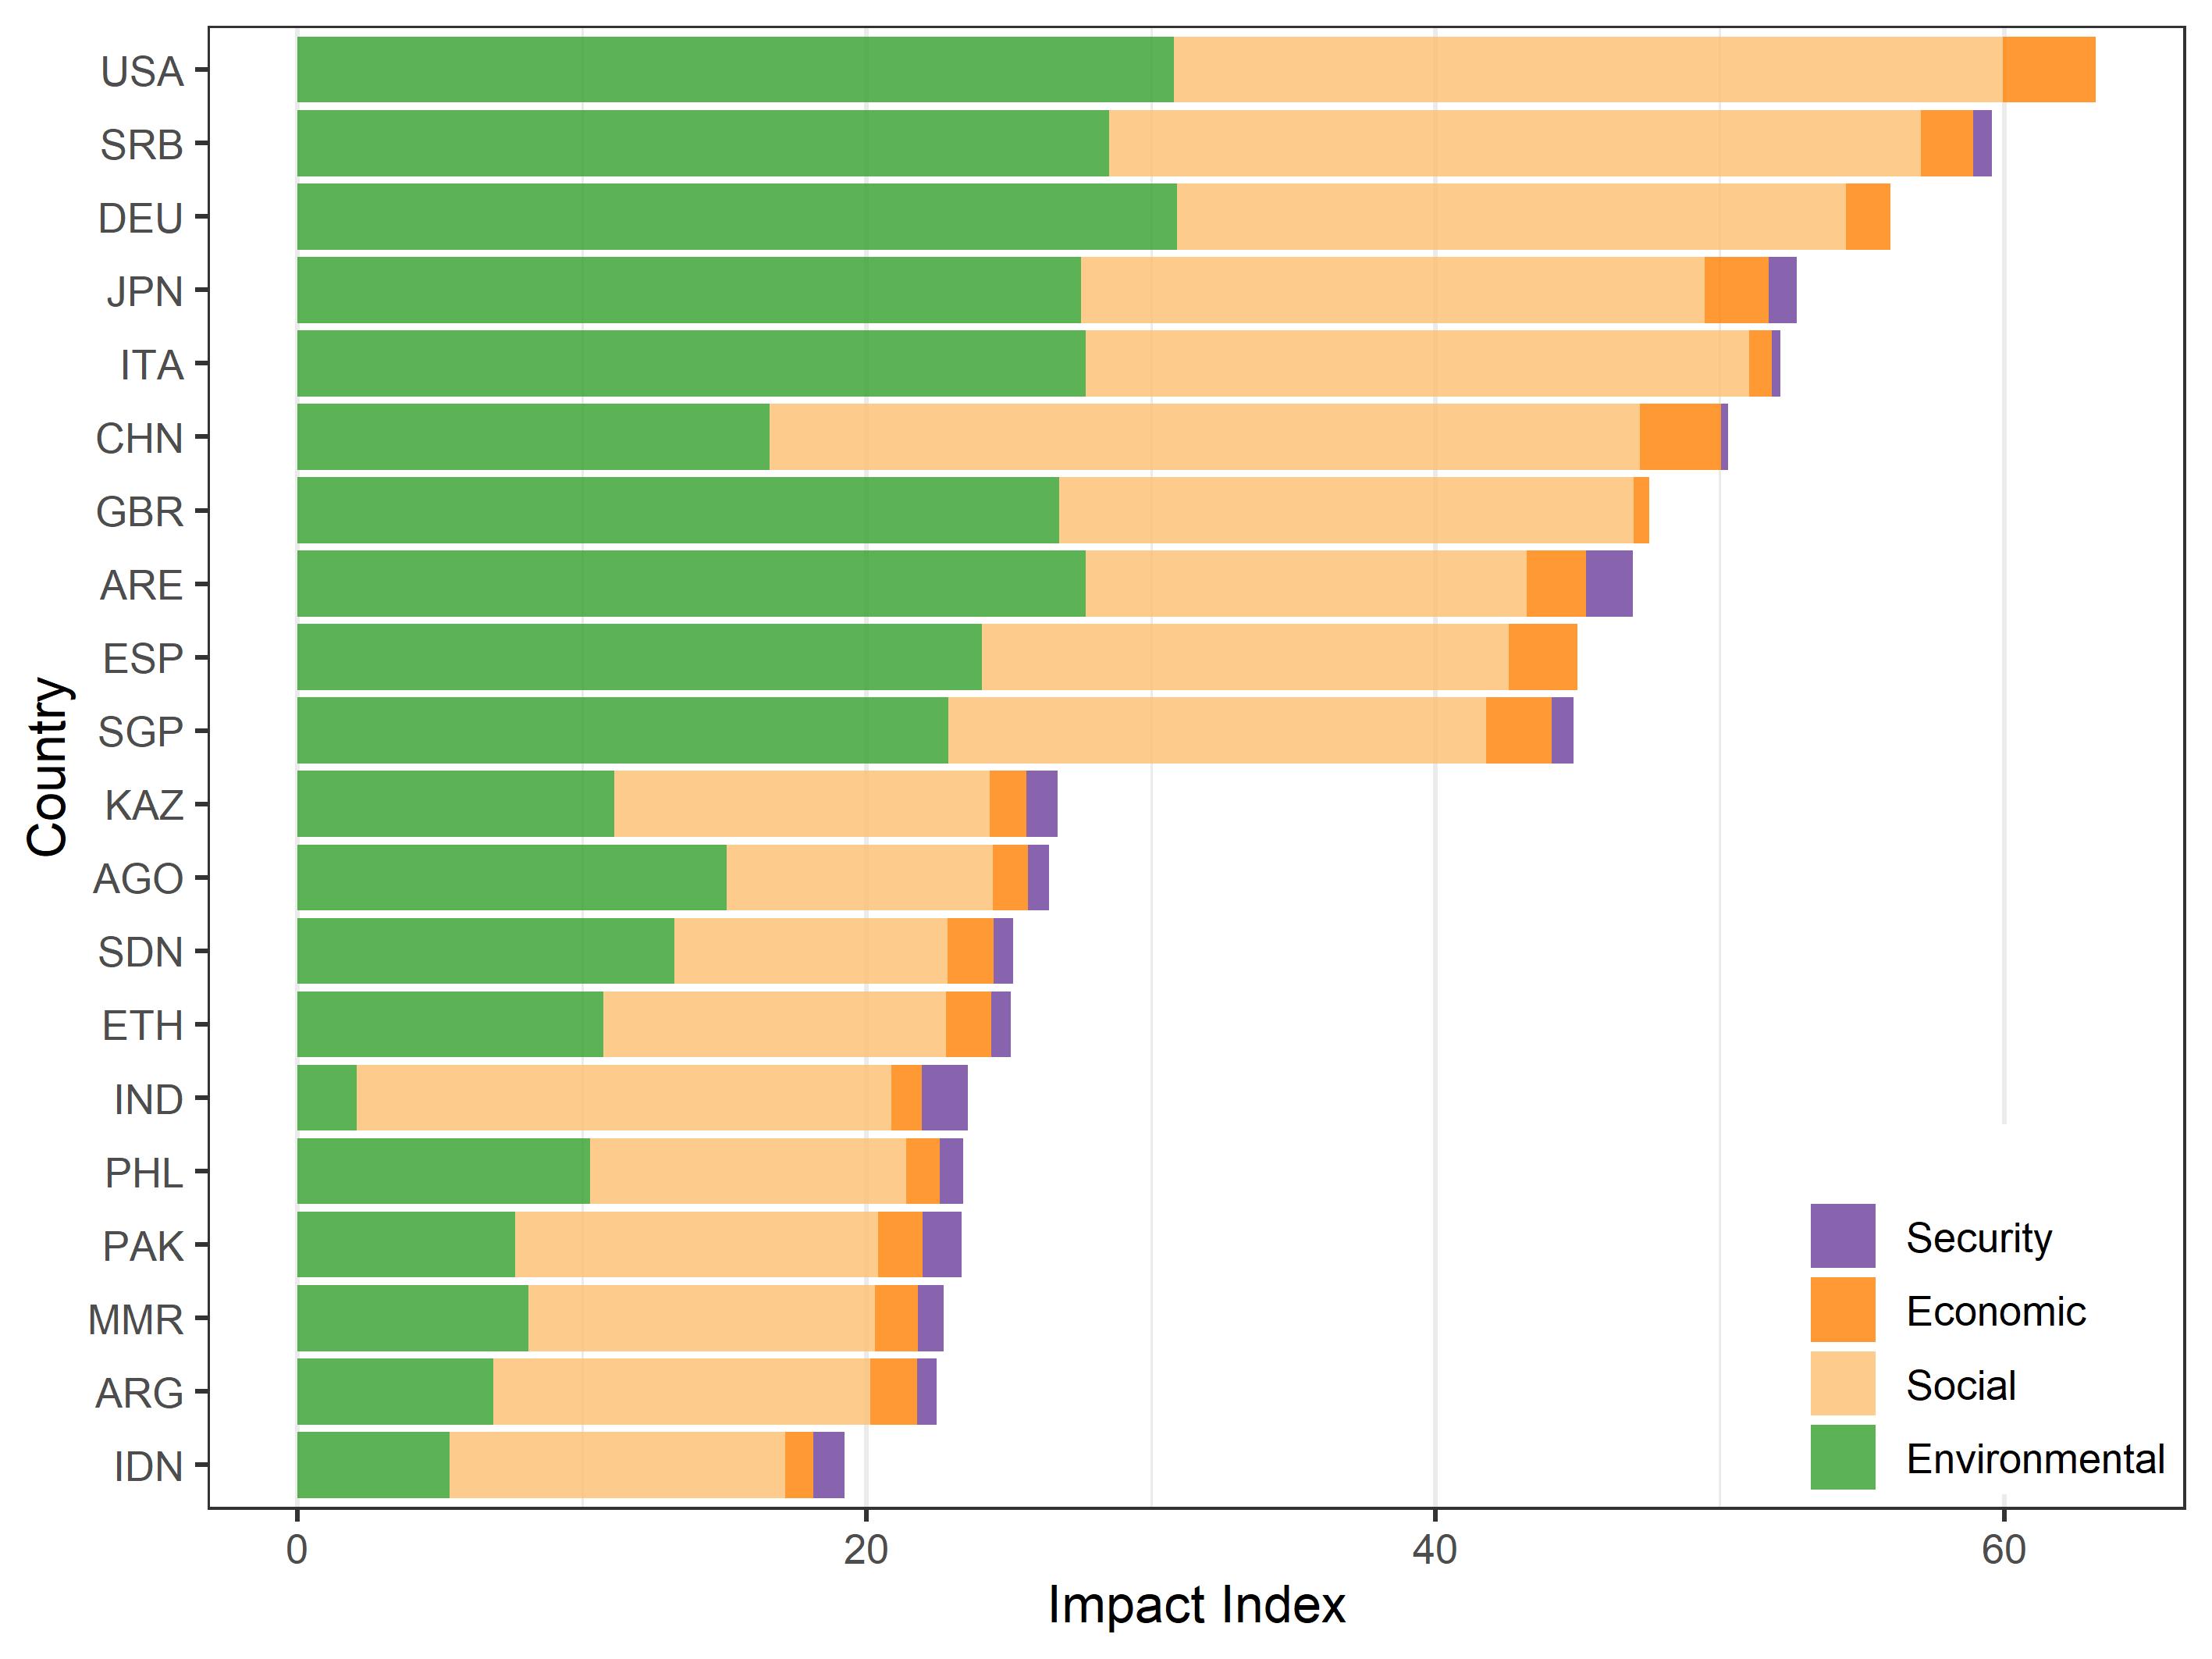 USA
SRB
DEU
JPN
ITA
CHN
GBR
ARE
ESP
SGP
KAZ
AGO
SDN
ETH
IND
PHL
PAK
MMR
ARG
IDN
Country
Security
Economic
Social
Environmental
0 20 40 60
Impact Index